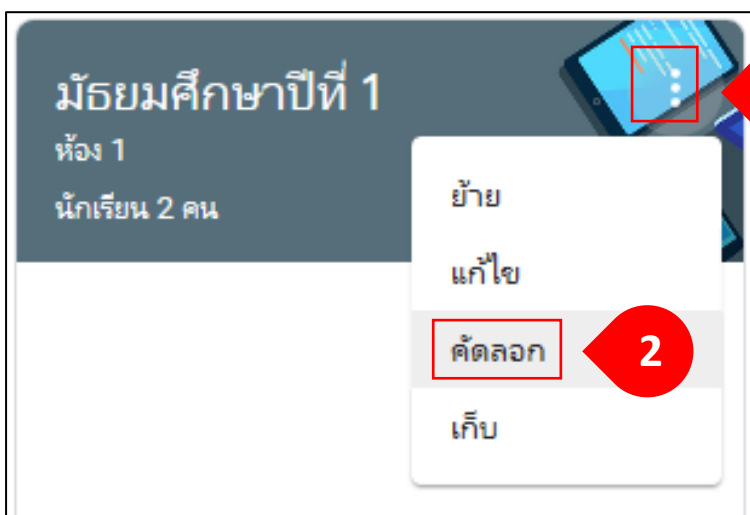 มัธยมศึกษาปีที่ 1
ห้อง 1
นักเรียน 2 คน
ย้าย
แก้ไข
คัดลอก
2
เก็บ